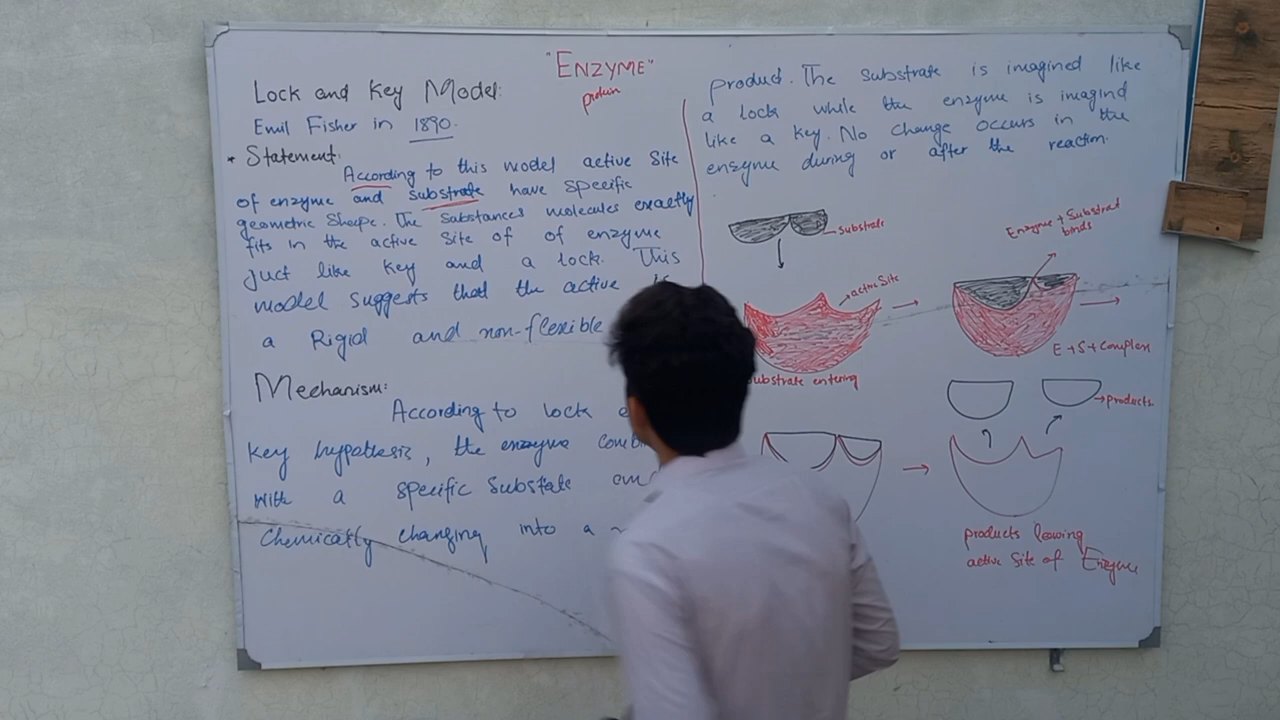 "ENZYME"
protein
Lock and Key Model:
Emil Fisher in 1890.
* Statement:
According to this model active site
of enzyme and substrate have specific
geometric Sheape. The Substances molecules exactly
fits in the active site of of enzyme
just like key and a lock. This
model suggests that the active
a Rigid and non-flexible
Mechanism:
According to lock
key hypothesis, the enzyme
with a specific Substate
Chemically changing into a
product. The substrate is imagined like
a lock while the enzyme is imagind
like a key. No change occurs in the
enzyme during or after the reaction.
substrate
active site
Enzyme + Substrad
binds
E + S + Complex
Substrate entering
products
products leaving
active site of Enzyme